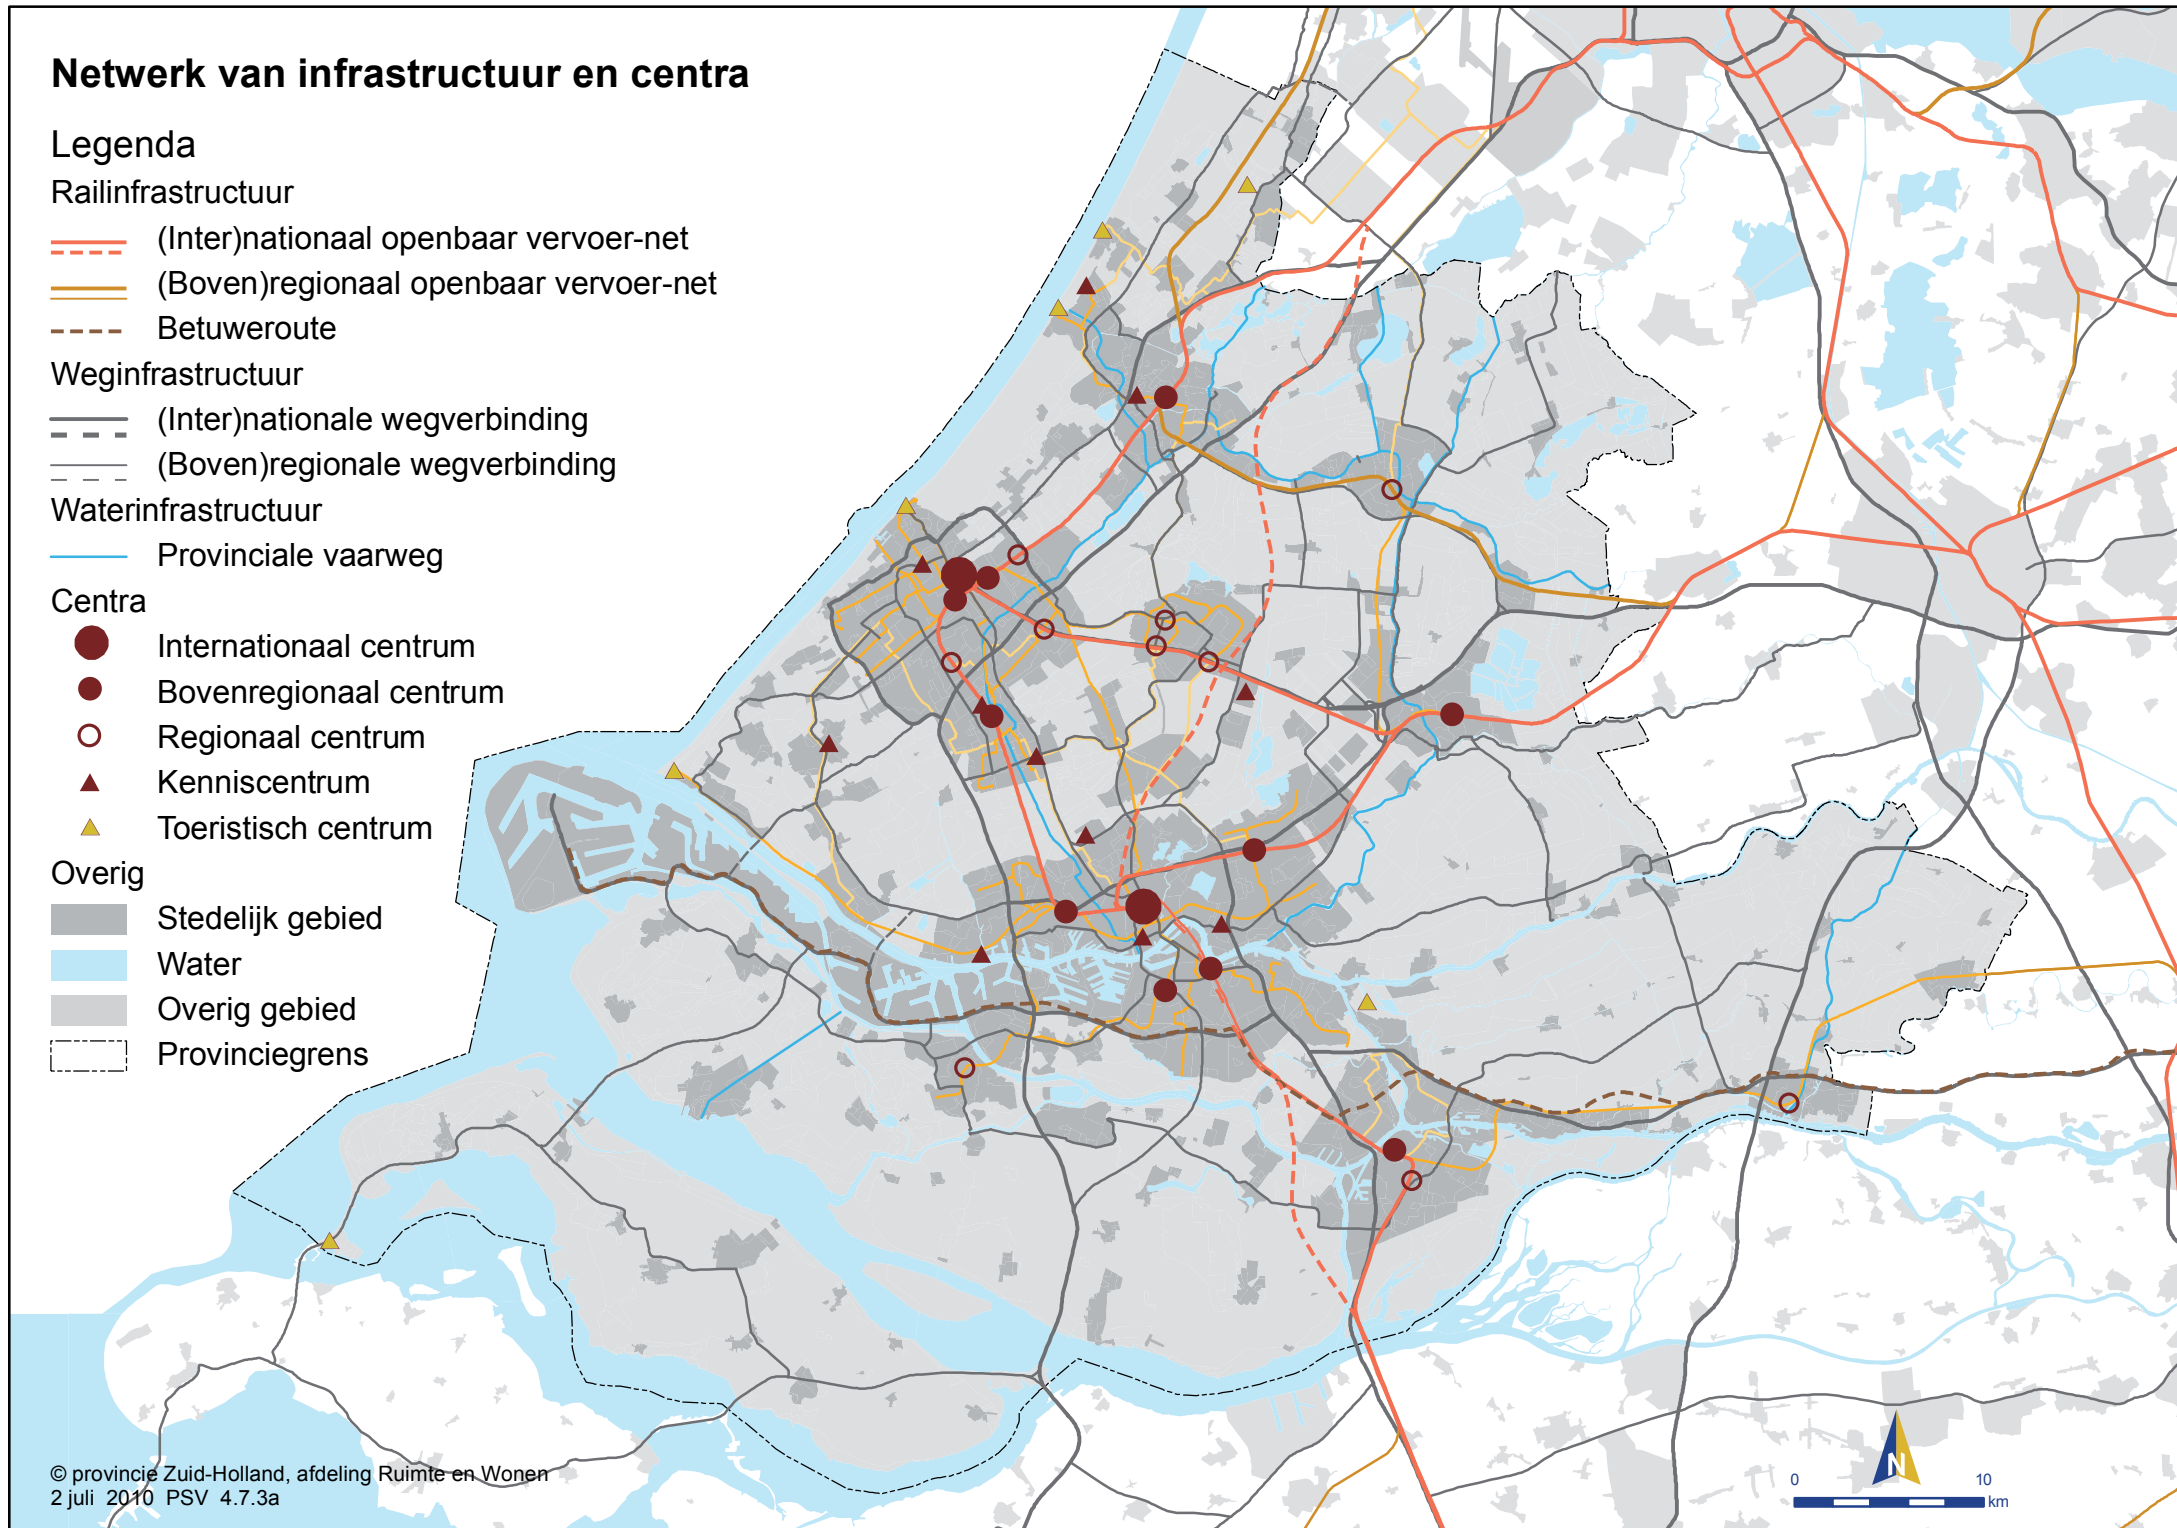 Netwerk van infrastructuur en centra
Legenda
Railinfrastructuur
(Inter)nationaal openbaar vervoer-net
(Boven)regionaal openbaar vervoer-net
Betuweroute
Weginfrastructuur
(Inter)nationale wegverbinding
(Boven)regionale wegverbinding
Waterinfrastructuur
Provinciale vaarweg
Centra
Internationaal centrum
Bovenregionaal centrum
Regionaal centrum
Kenniscentrum
Toeristisch centrum
Overig
Stedelijk gebied
Water
Overig gebied
Provinciegrens
© provincie Zuid-Holland, afdeling Ruimte en Wonen
2 juli 2010 PSV 4.7.3a
N
0 10
km